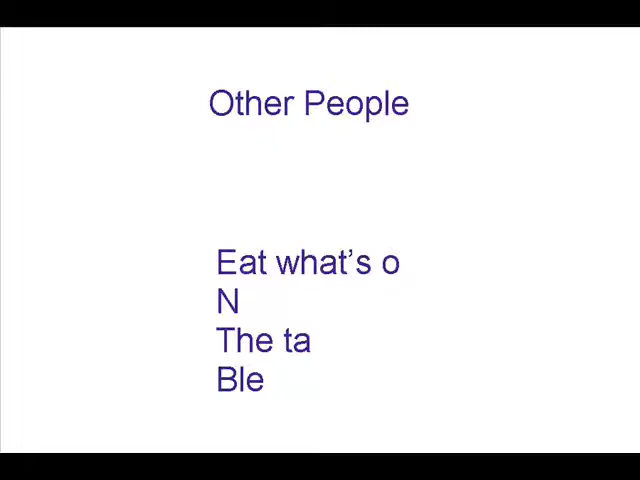 Other People
Eat what’s o
N
The ta
Ble